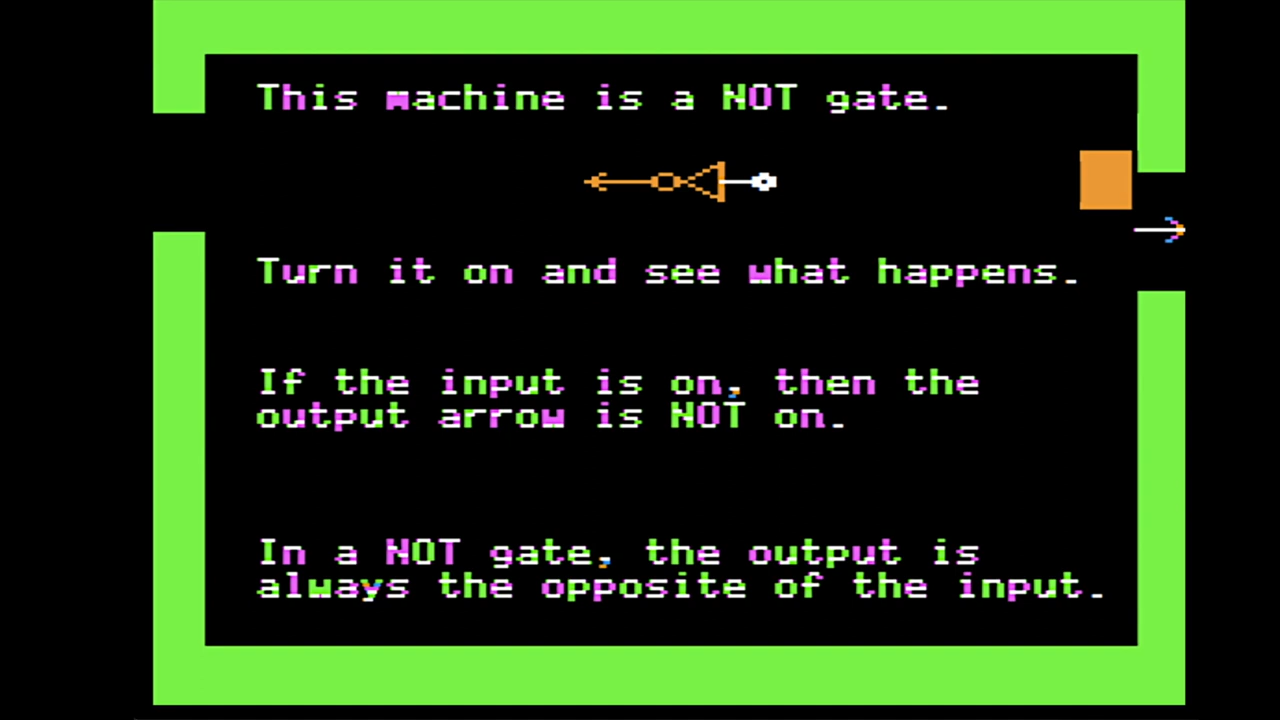 This machine is a NOT gate.
Turn it on and see what happens.
If the input is on, then the
output arrow is NOT on.
In a NOT gate, the output is
always the opposite of the input.